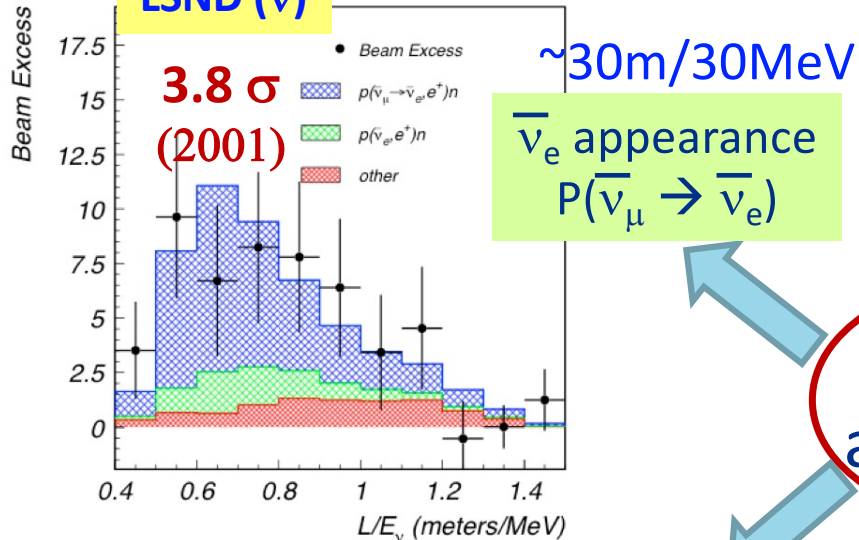 LSND (ν)
3.8 σ
(2001)
Beam Excess
17.5
15
12.5
10
7.5
5
2.5
0
Beam Excess
p(ν̅μ→ν̅e,e⁺)n
p(ν̅e,e⁺)n
other
0.4 0.6 0.8 1 1.2 1.4
L/Eν (meters/MeV)
~30m/30MeV
ν̅e appearance
P(ν̅μ → ν̅e)
a